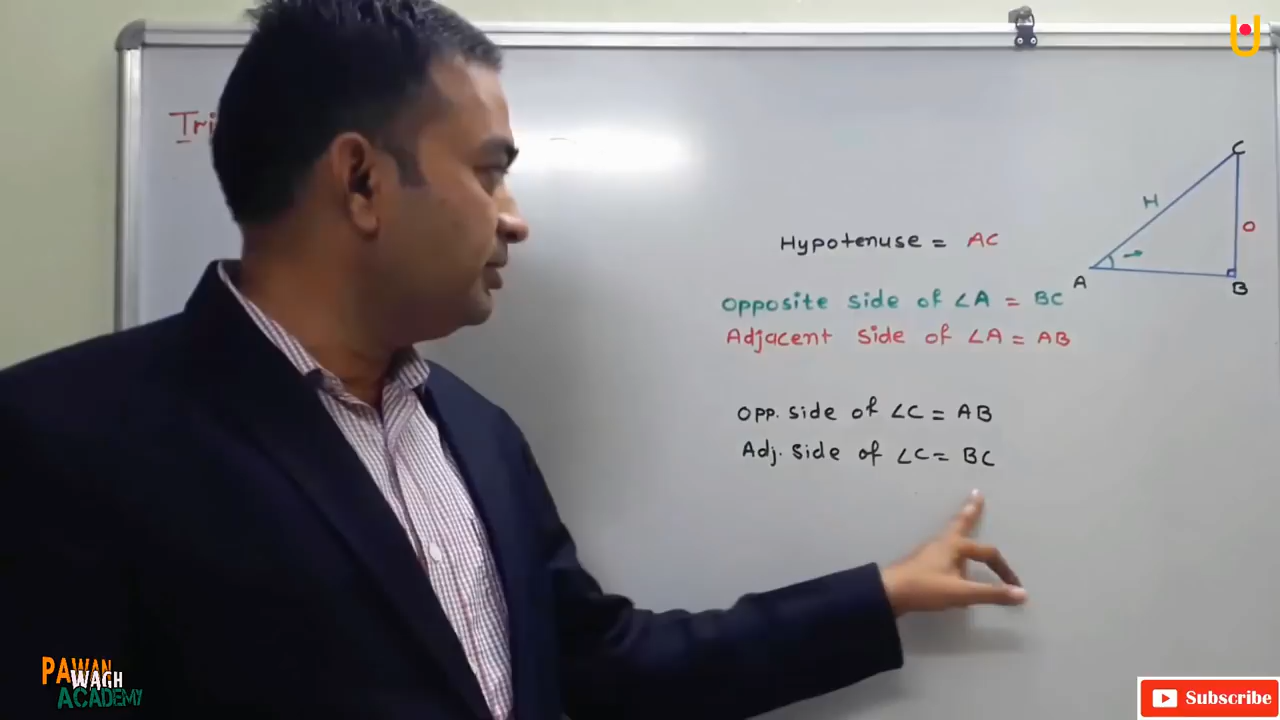 Hypotenuse = AC
Opposite side of ∠A = BC
Adjacent side of ∠A = AB
Opp. side of ∠C = AB
Adj. side of ∠C = BC
C
H
O
A
B
PAWAN
WAGH
ACADEMY
Subscribe